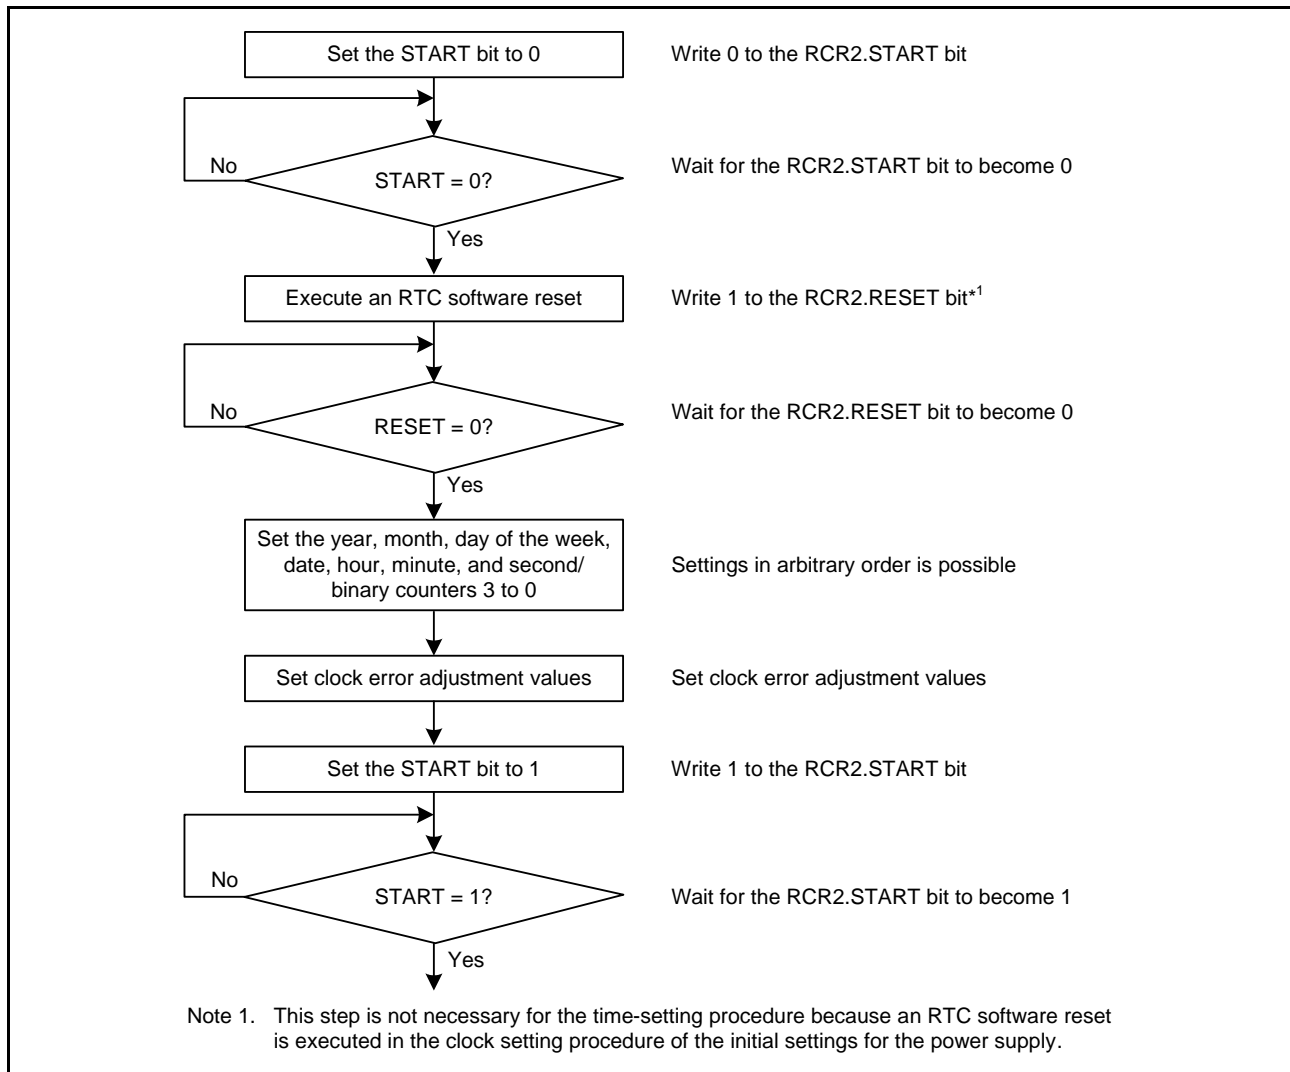 Set the START bit to 0
Write 0 to the RCR2.START bit
No
START = 0?
Wait for the RCR2.START bit to become 0
Yes
Execute an RTC software reset
Write 1 to the RCR2.RESET bit*1
No
RESET = 0?
Wait for the RCR2.RESET bit to become 0
Yes
Set the year, month, day of the week,
date, hour, minute, and second/
binary counters 3 to 0
Settings in arbitrary order is possible
Set clock error adjustment values
Set clock error adjustment values
Set the START bit to 1
Write 1 to the RCR2.START bit
No
START = 1?
Wait for the RCR2.START bit to become 1
Yes
Note 1. This step is not necessary for the time-setting procedure because an RTC software reset
is executed in the clock setting procedure of the initial settings for the power supply.